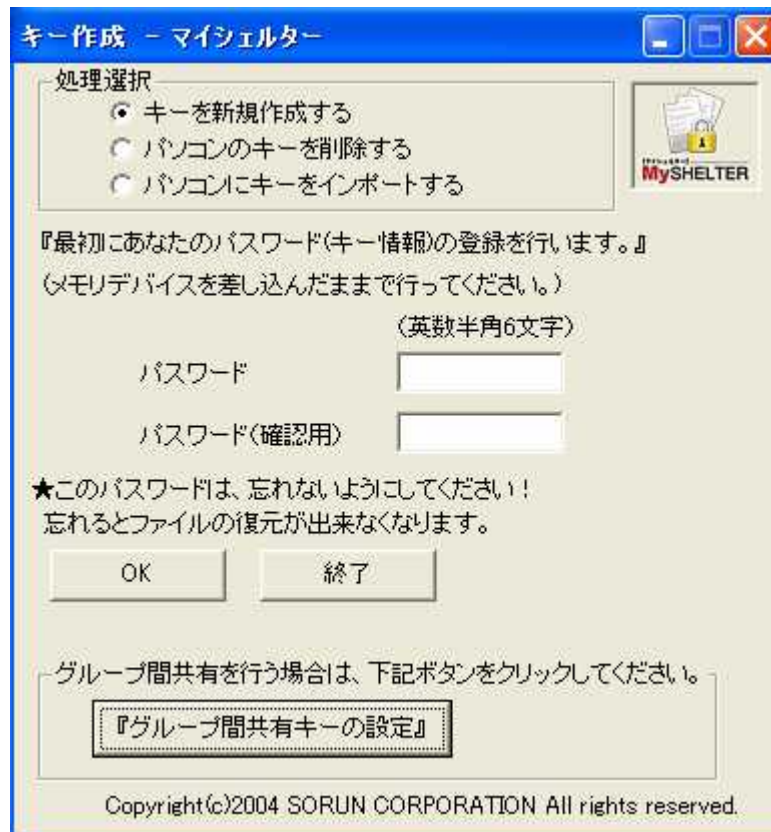 キー作成 - マイシェルター
処理選択
キーを新規作成する
パソコンのキーを削除する
パソコンにキーをインポートする
MySHELTER
『最初にあなたのパスワード(キー情報)の登録を行います。』
(メモリデバイスを差し込んだままで行ってください。)
(英数半角6文字)
パスワード
パスワード(確認用)
★このパスワードは、忘れないようにしてください!
忘れるとファイルの復元が出来なくなります。
OK
終了
グループ間共有を行う場合は、下記ボタンをクリックしてください。
『グループ間共有キーの設定』
Copyright(c)2004 SORUN CORPORATION All rights reserved.